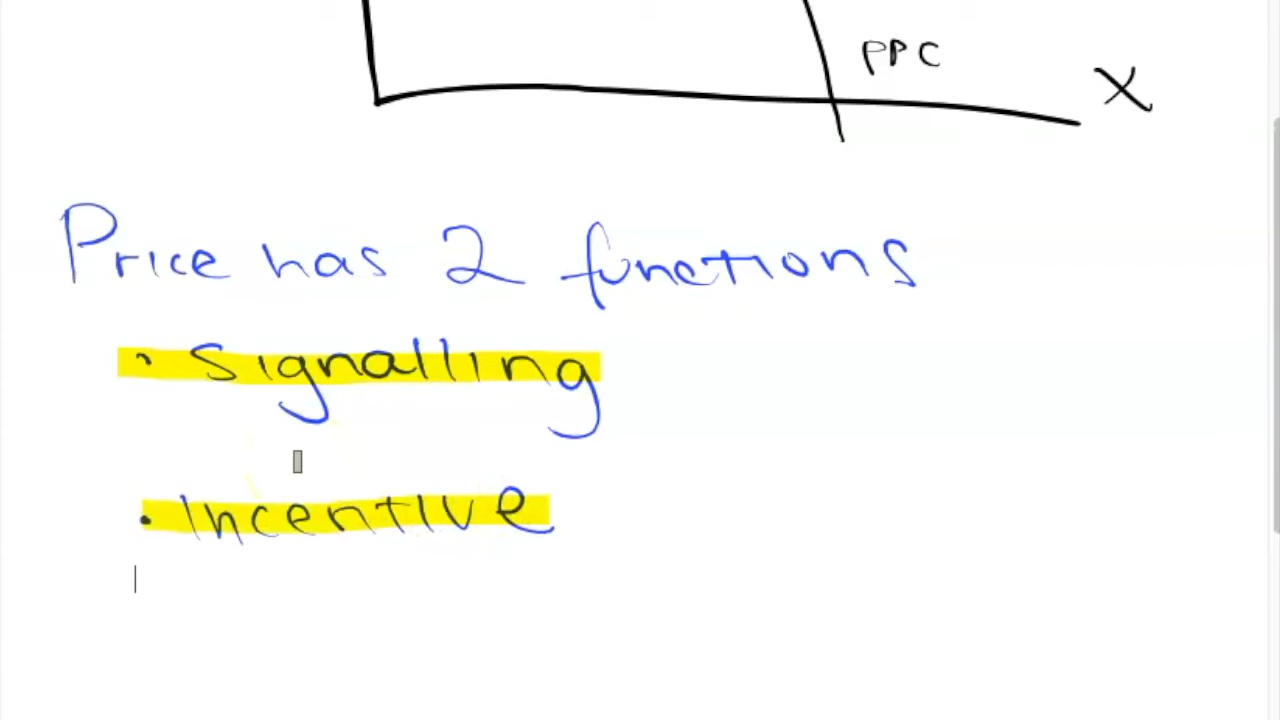 PPC
X
Price has 2 functions
• Signalling
• Incentive